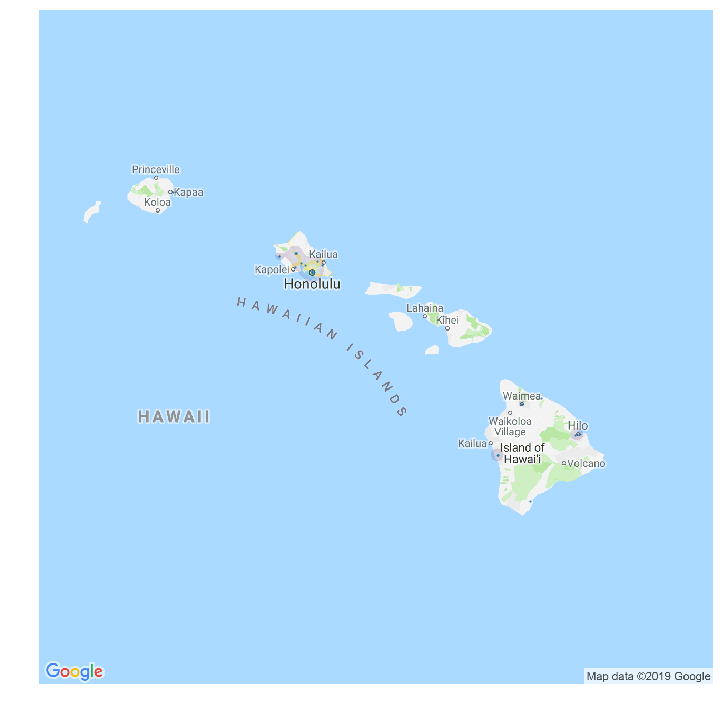 Princeville
Kapaa
Koloa
Kailua
Kapolei
Honolulu
HAWAIIAN ISLANDS
Lahaina
Kihei
HAWAII
Waimea
Waikoloa
Village
Hilo
Kailua
Island of
Hawai'i
Volcano
Google
Map data ©2019 Google